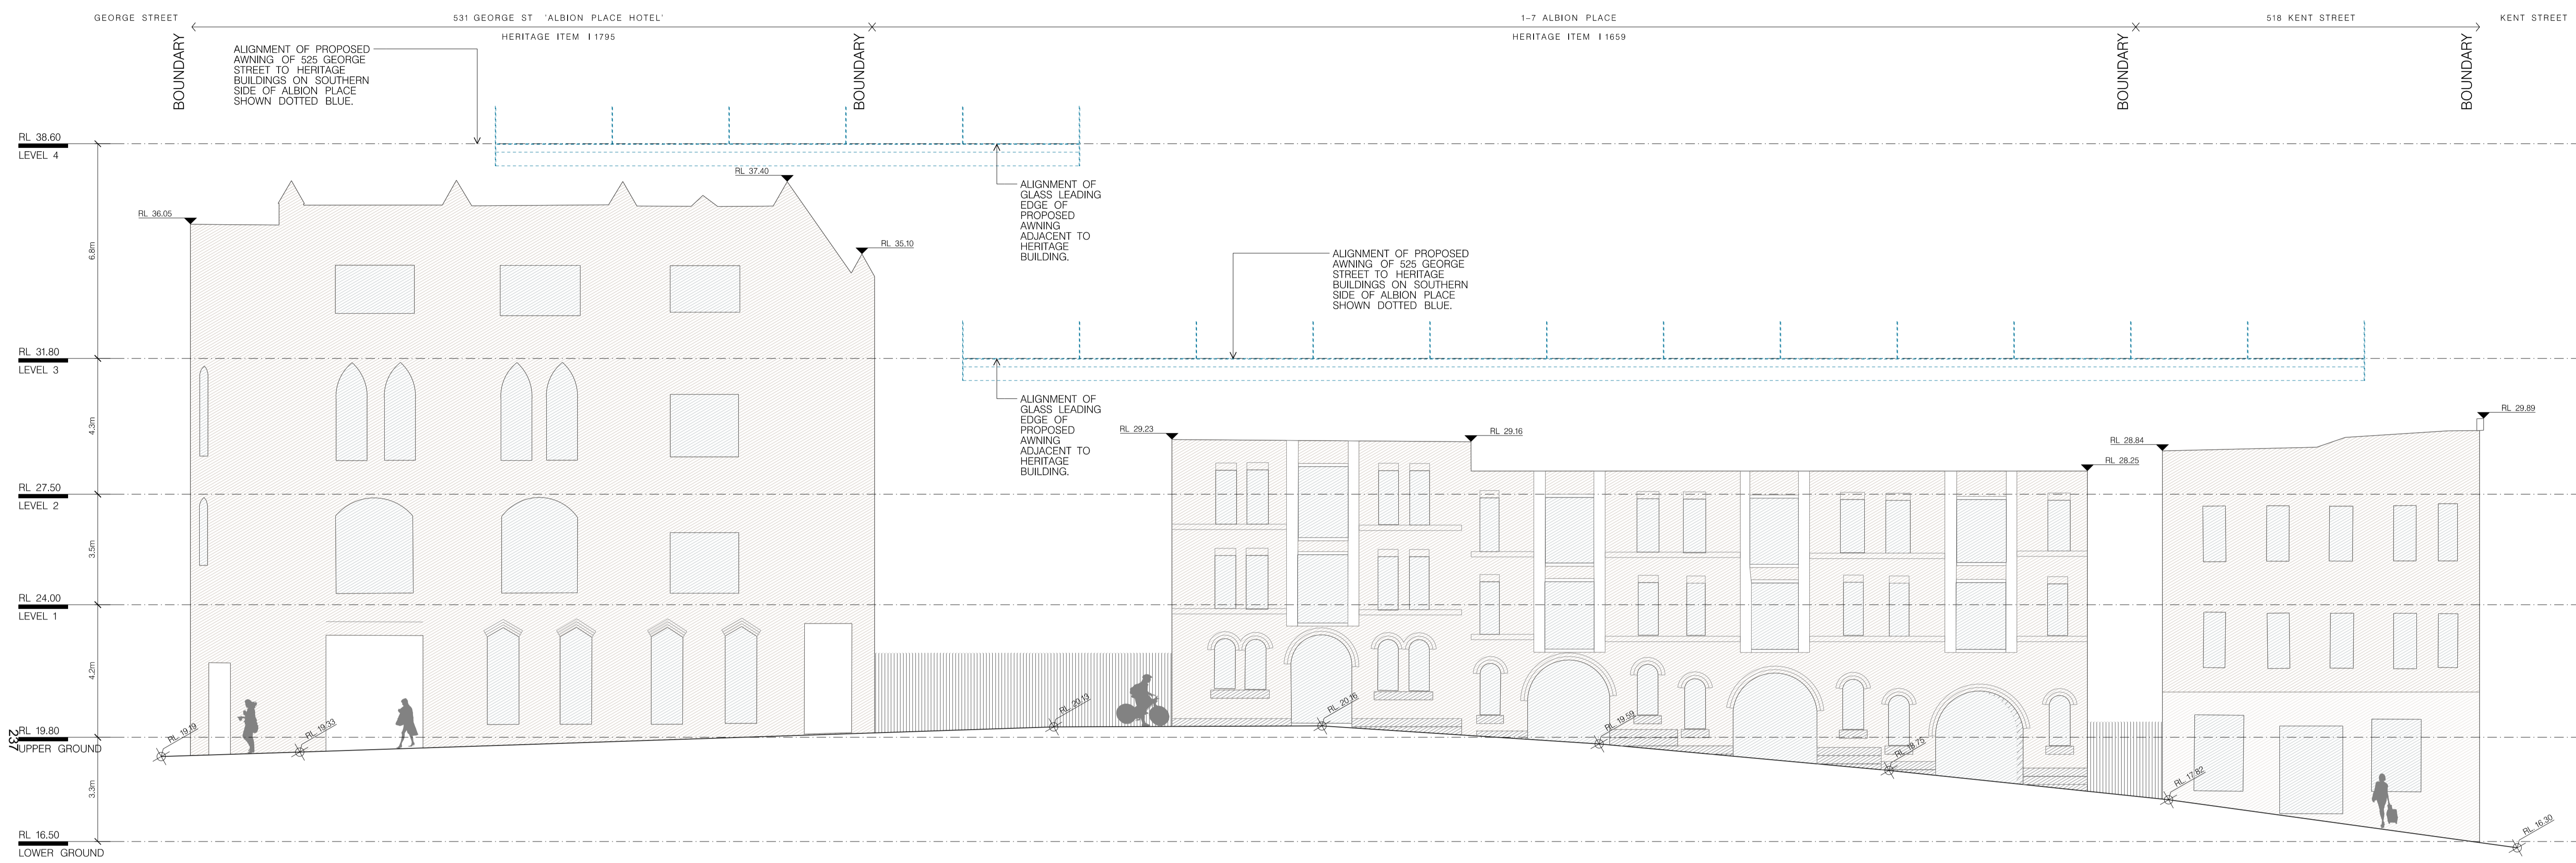 GEORGE STREET
531 GEORGE ST 'ALBION PLACE HOTEL'
1-7 ALBION PLACE
518 KENT STREET
KENT STREET
HERITAGE ITEM I 1795
HERITAGE ITEM I 1659
BOUNDARY
BOUNDARY
BOUNDARY
BOUNDARY
ALIGNMENT OF PROPOSED
AWNING OF 525 GEORGE
STREET TO HERITAGE
BUILDINGS ON SOUTHERN
SIDE OF ALBION PLACE
SHOWN DOTTED BLUE.
RL 38.60
LEVEL 4
RL 37.40
RL 36.05
RL 35.10
ALIGNMENT OF
GLASS LEADING
EDGE OF
PROPOSED
AWNING
ADJACENT TO
HERITAGE
BUILDING.
ALIGNMENT OF PROPOSED
AWNING OF 525 GEORGE
STREET TO HERITAGE
BUILDINGS ON SOUTHERN
SIDE OF ALBION PLACE
SHOWN DOTTED BLUE.
6.8m
RL 31.80
LEVEL 3
ALIGNMENT OF
GLASS LEADING
EDGE OF
PROPOSED
AWNING
ADJACENT TO
HERITAGE
BUILDING.
4.3m
RL 29.23
RL 29.16
RL 28.25
RL 28.84
RL 29.89
RL 27.50
LEVEL 2
3.5m
RL 24.00
LEVEL 1
4.2m
RL 19.80
UPPER GROUND
237
RL 19.19
RL 19.33
RL 20.13
RL 20.16
RL 19.59
RL 18.75
RL 17.82
RL 16.30
3.3m
RL 16.50
LOWER GROUND